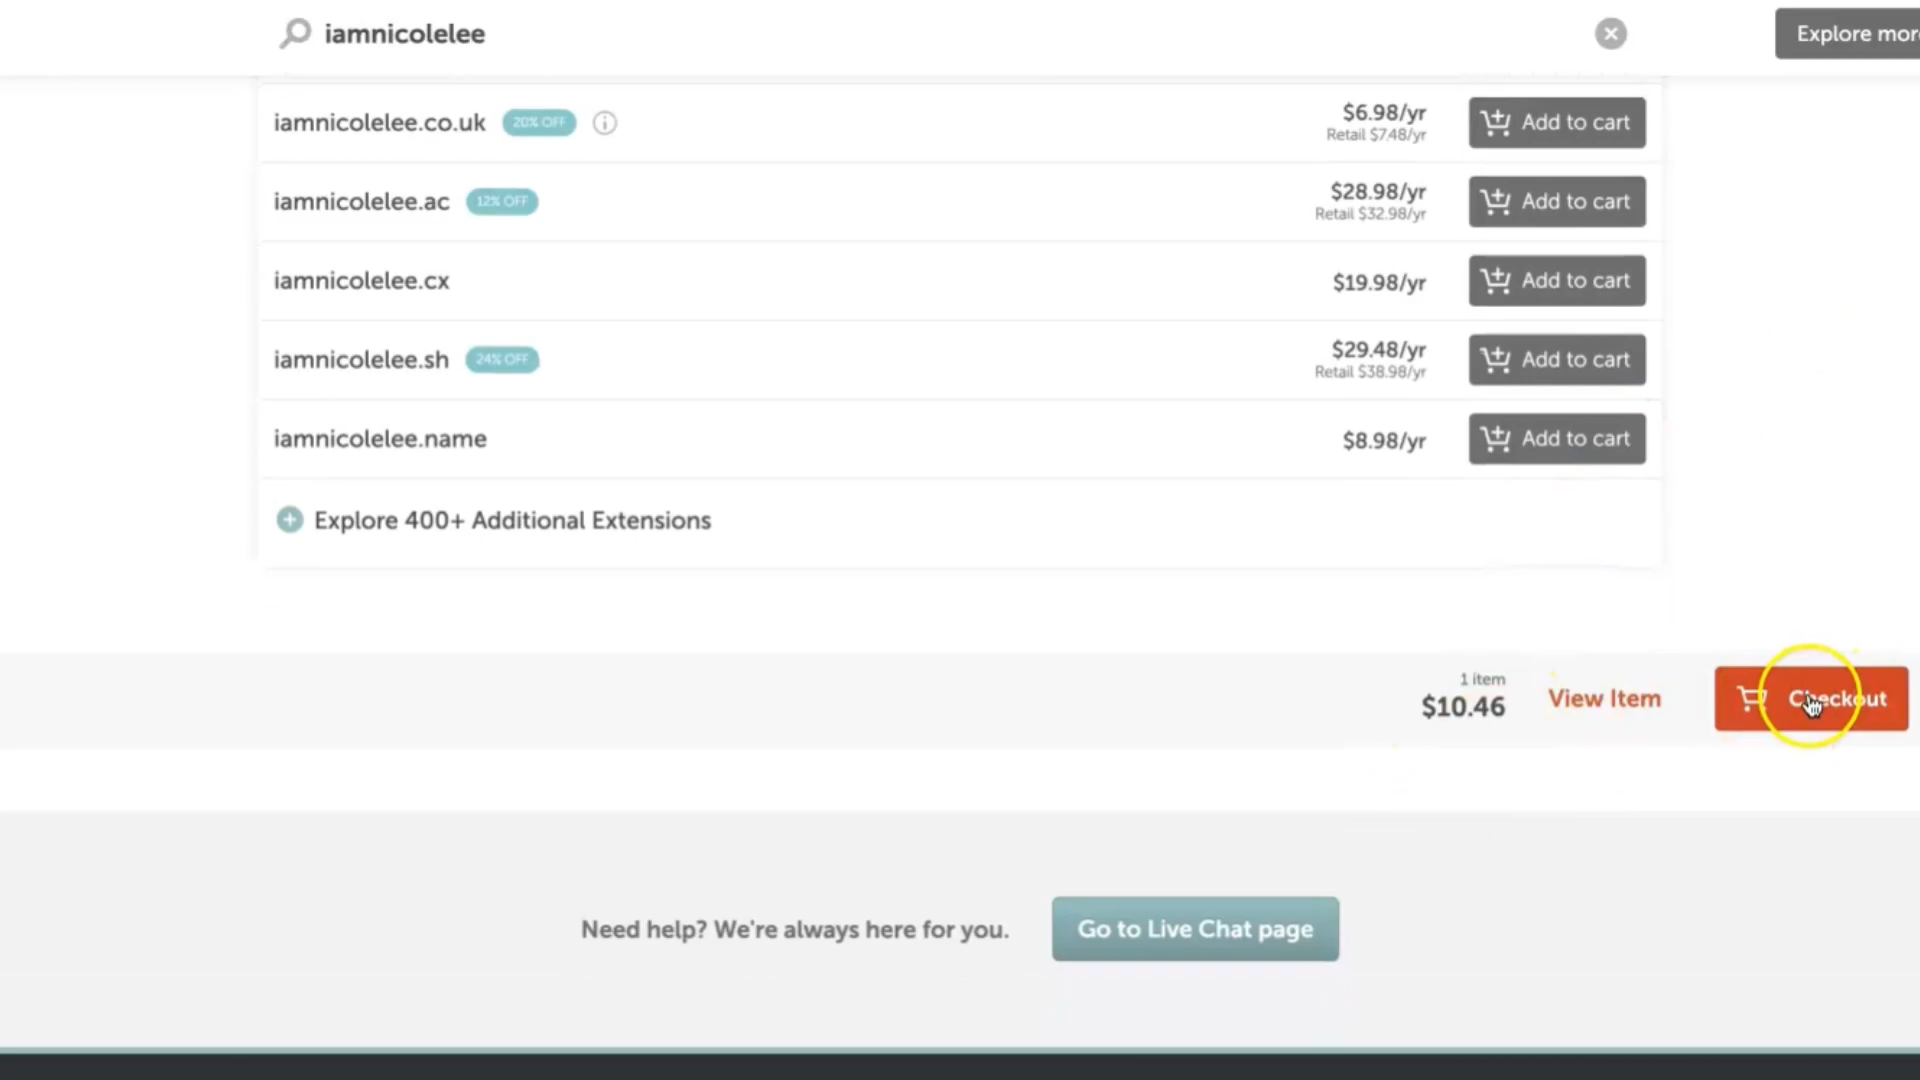 iamnicolelee
Explore mor
iamnicolelee.co.uk 20% OFF $6.98/yr Add to cart
Retail $7.48/yr
iamnicolelee.ac 12% OFF $28.98/yr Add to cart
Retail $32.98/yr
iamnicolelee.cx $19.98/yr Add to cart
iamnicolelee.sh 24% OFF $29.48/yr Add to cart
Retail $38.98/yr
iamnicolelee.name $8.98/yr Add to cart
Explore 400+ Additional Extensions
1 item
$10.46 View Item Checkout
Need help? We're always here for you. Go to Live Chat page